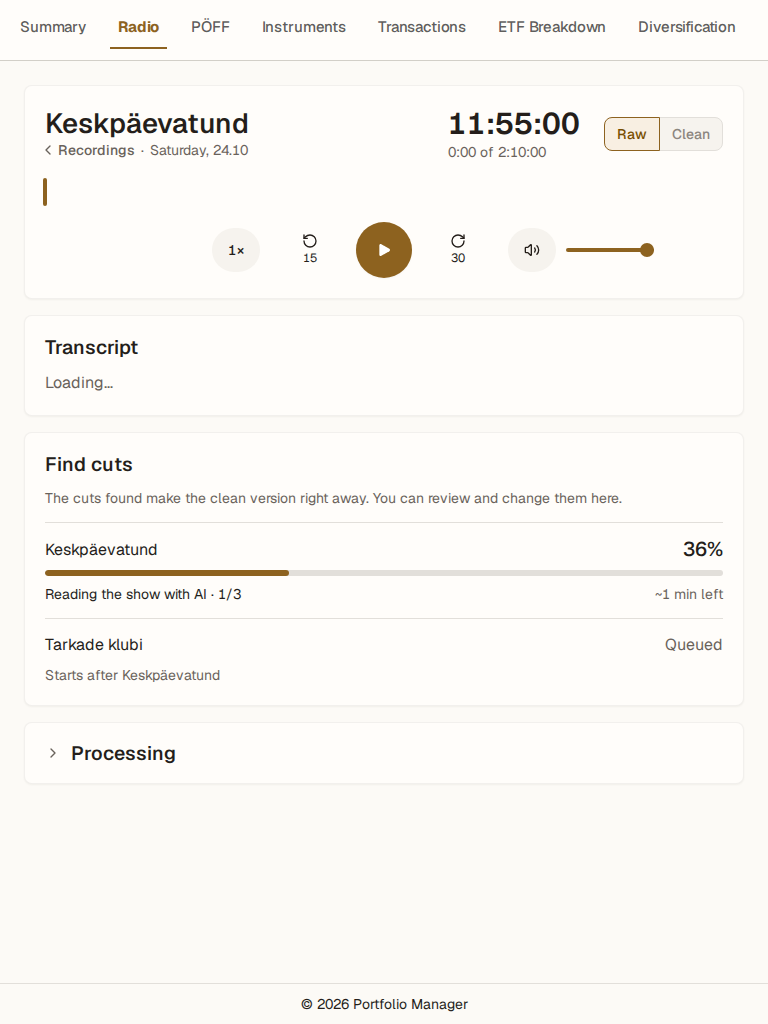 Summary Radio PÖFF Instruments Transactions ETF Breakdown Diversification
Keskpäevatund
Recordings · Saturday, 24.10
11:55:00
0:00 of 2:10:00
Raw Clean
1× 15 30
Transcript
Loading...
Find cuts
The cuts found make the clean version right away. You can review and change them here.
Keskpäevatund 36%
Reading the show with AI · 1/3 ~1 min left
Tarkade klubi Queued
Starts after Keskpäevatund
Processing
© 2026 Portfolio Manager